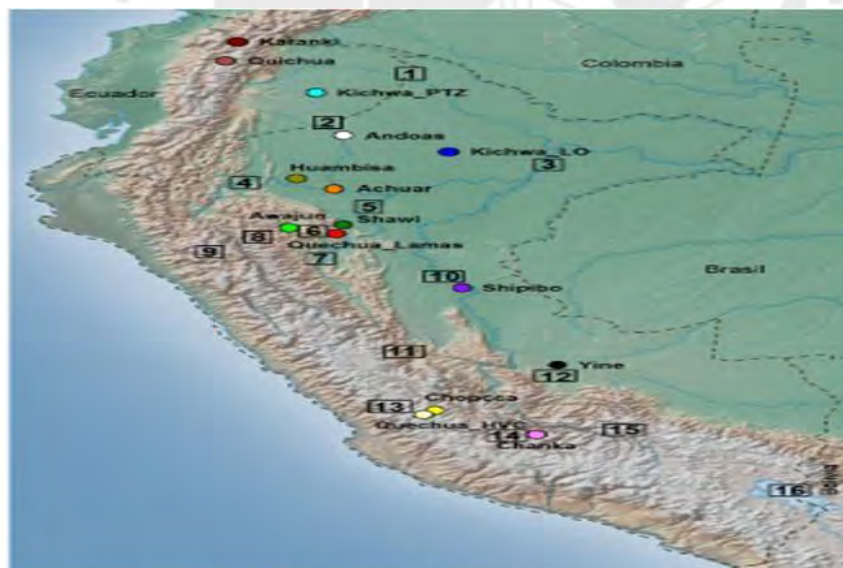 Karanki
Quichua
1
Colombia
Ecuador
Kichwa_PTZ
2
Andoas
Kichwa_LO
3
Huambisa
4
Achuar
5
Awajun
6
Shawi
8
Quechua_Lamas
9
7
Brasil
10
Shipibo
11
Yine
12
Chopcca
13
Quechua_HVC
14
Chanka
15
16